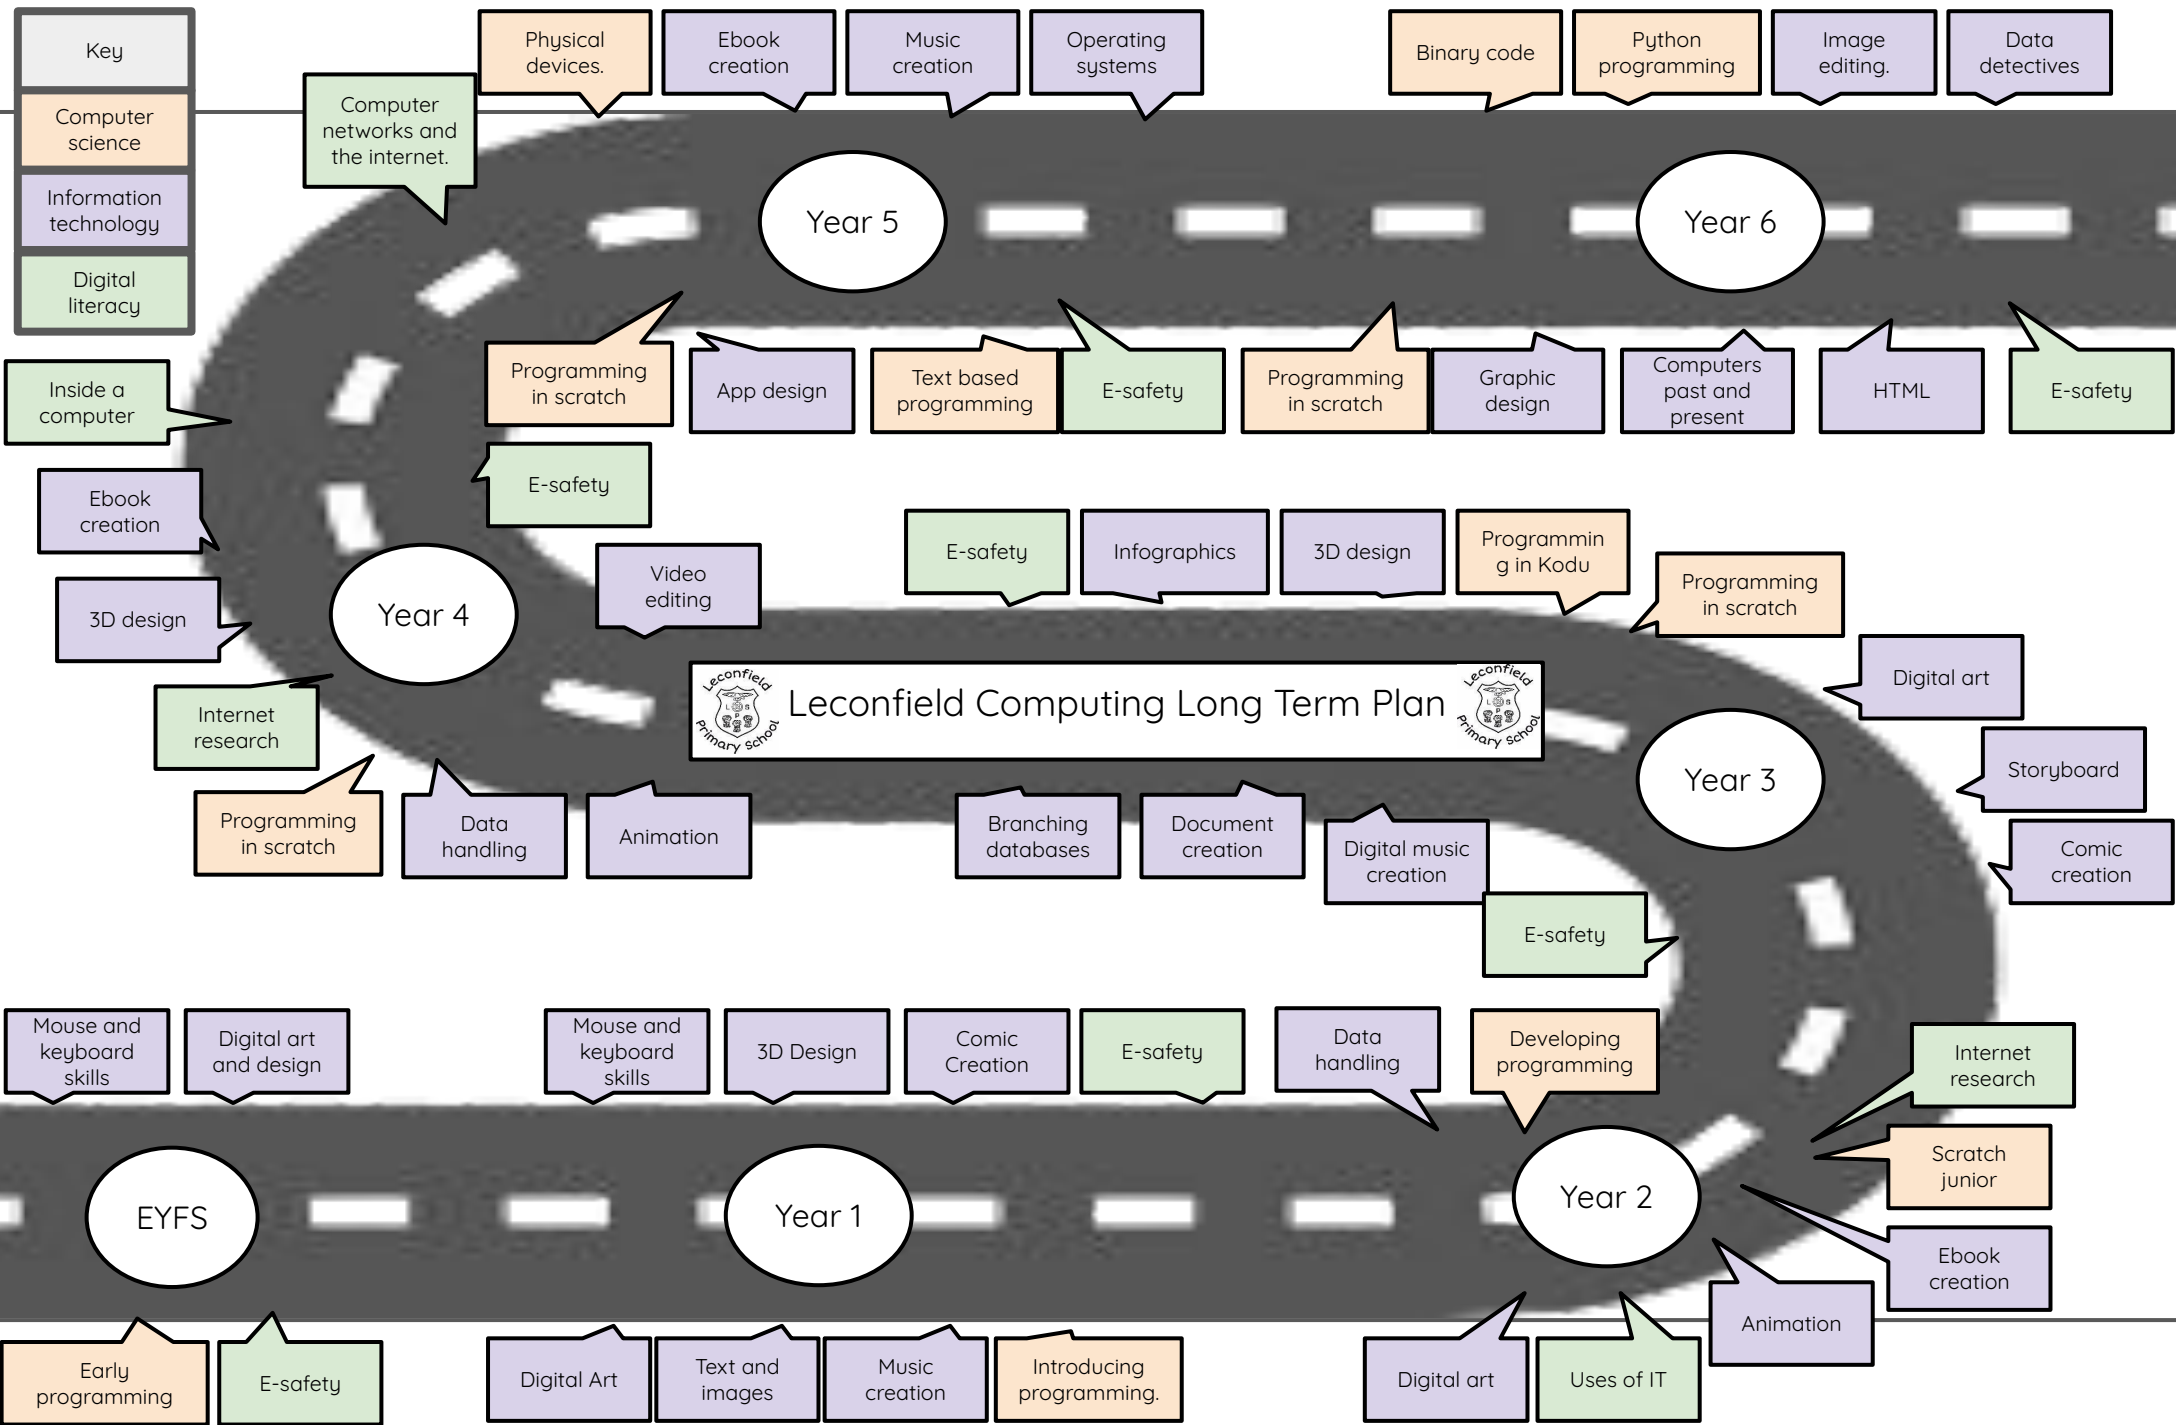 Key
Computer
science
Information
technology
Digital
literacy
Computer
networks and
the internet.
Physical
devices.
Ebook
creation
Music
creation
Operating
systems
Binary code
Python
programming
Image
editing.
Data
detectives
Year 5
Year 6
Programming
in scratch
App design
Text based
programming
E-safety
Programming
in scratch
Graphic
design
Computers
past and
present
HTML
E-safety
Inside a
computer
Ebook
creation
3D design
Internet
research
Programming
in scratch
Data
handling
Animation
Year 4
E-safety
Video
editing
E-safety
Infographics
3D design
Programmin
g in Kodu
Programming
in scratch
Digital art
Storyboard
Comic
creation
Leconfield
L S
P
Primary School
Leconfield Computing Long Term Plan
Leconfield
L S
P
Primary School
Year 3
Branching
databases
Document
creation
Digital music
creation
E-safety
Mouse and
keyboard
skills
Digital art
and design
Mouse and
keyboard
skills
3D Design
Comic
Creation
E-safety
Data
handling
Developing
programming
Internet
research
Scratch
junior
Ebook
creation
Animation
EYFS
Year 1
Year 2
Early
programming
E-safety
Digital Art
Text and
images
Music
creation
Introducing
programming.
Digital art
Uses of IT